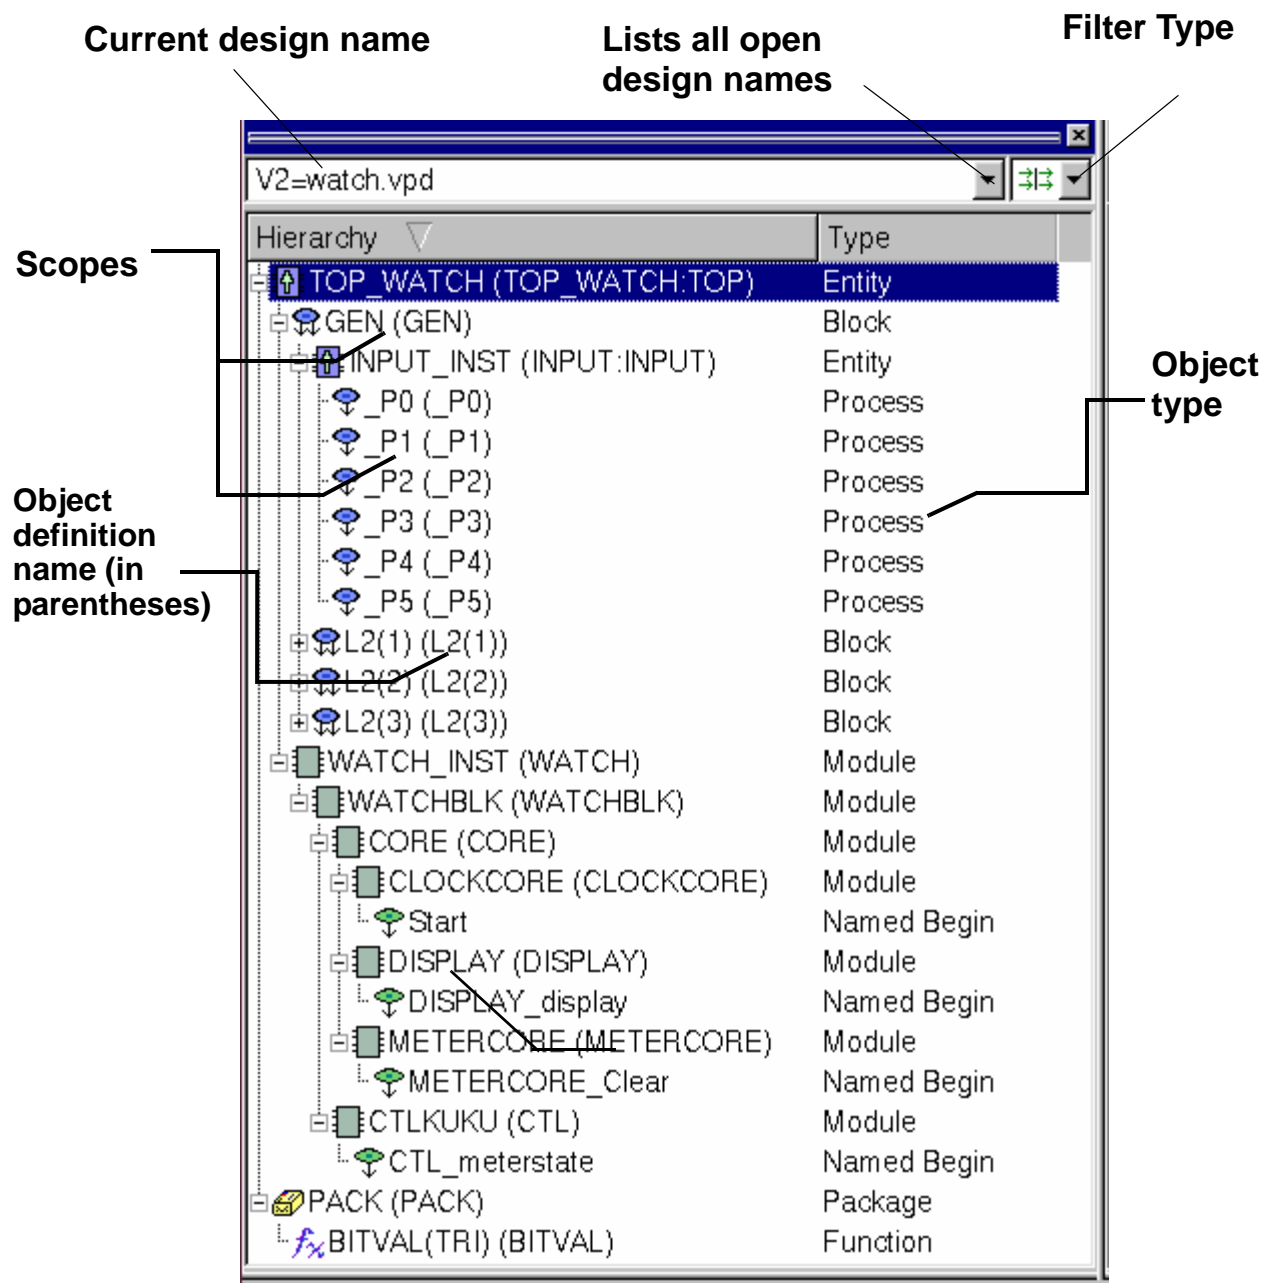 Current design name
Lists all open
design names
Filter Type
V2=watch.vpd
Hierarchy Type
Scopes
TOP_WATCH (TOP_WATCH:TOP) Entity
GEN (GEN) Block
INPUT_INST (INPUT:INPUT) Entity
Object
type
_P0 (_P0) Process
_P1 (_P1) Process
_P2 (_P2) Process
Object
definition
name (in
parentheses)
_P3 (_P3) Process
_P4 (_P4) Process
_P5 (_P5) Process
L2(1) (L2(1)) Block
L2(2) (L2(2)) Block
L2(3) (L2(3)) Block
WATCH_INST (WATCH) Module
WATCHBLK (WATCHBLK) Module
CORE (CORE) Module
CLOCKCORE (CLOCKCORE) Module
Start Named Begin
DISPLAY (DISPLAY) Module
DISPLAY_display Named Begin
METERCORE (METERCORE) Module
METERCORE_Clear Named Begin
CTLKUKU (CTL) Module
CTL_meterstate Named Begin
PACK (PACK) Package
BITVAL(TRI) (BITVAL) Function